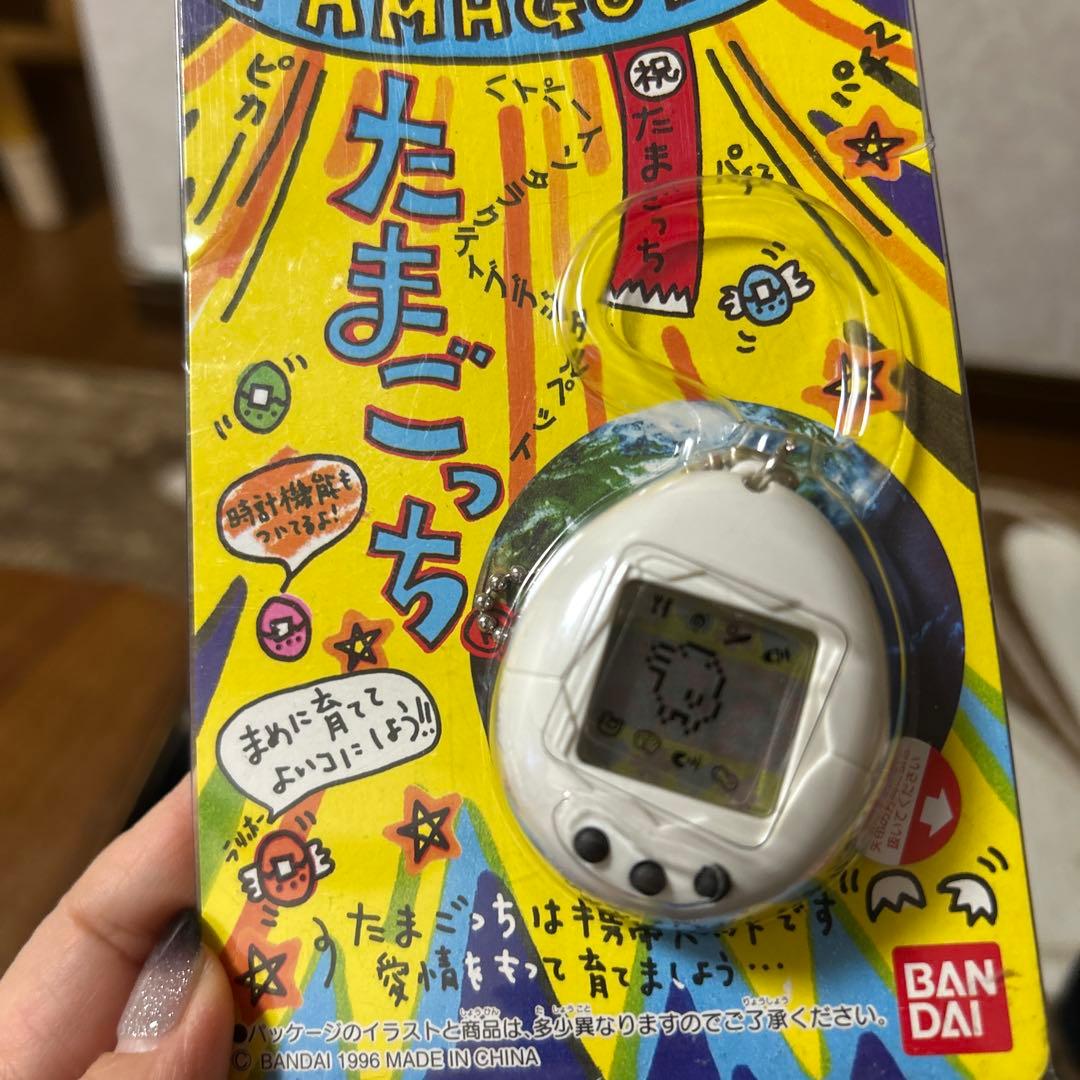 TAMAGO
たまごっち
ピカー
祝
たまごっち
時計機能も
ついてるよ!
まめに育てて
よいコにしよう!!
たまごっちは携帯ペットです
愛情をもって育てましょう…
●パッケージのイラストと商品は、多少異なりますのでご了承ください。
© BANDAI 1996 MADE IN CHINA
BAN
DAI